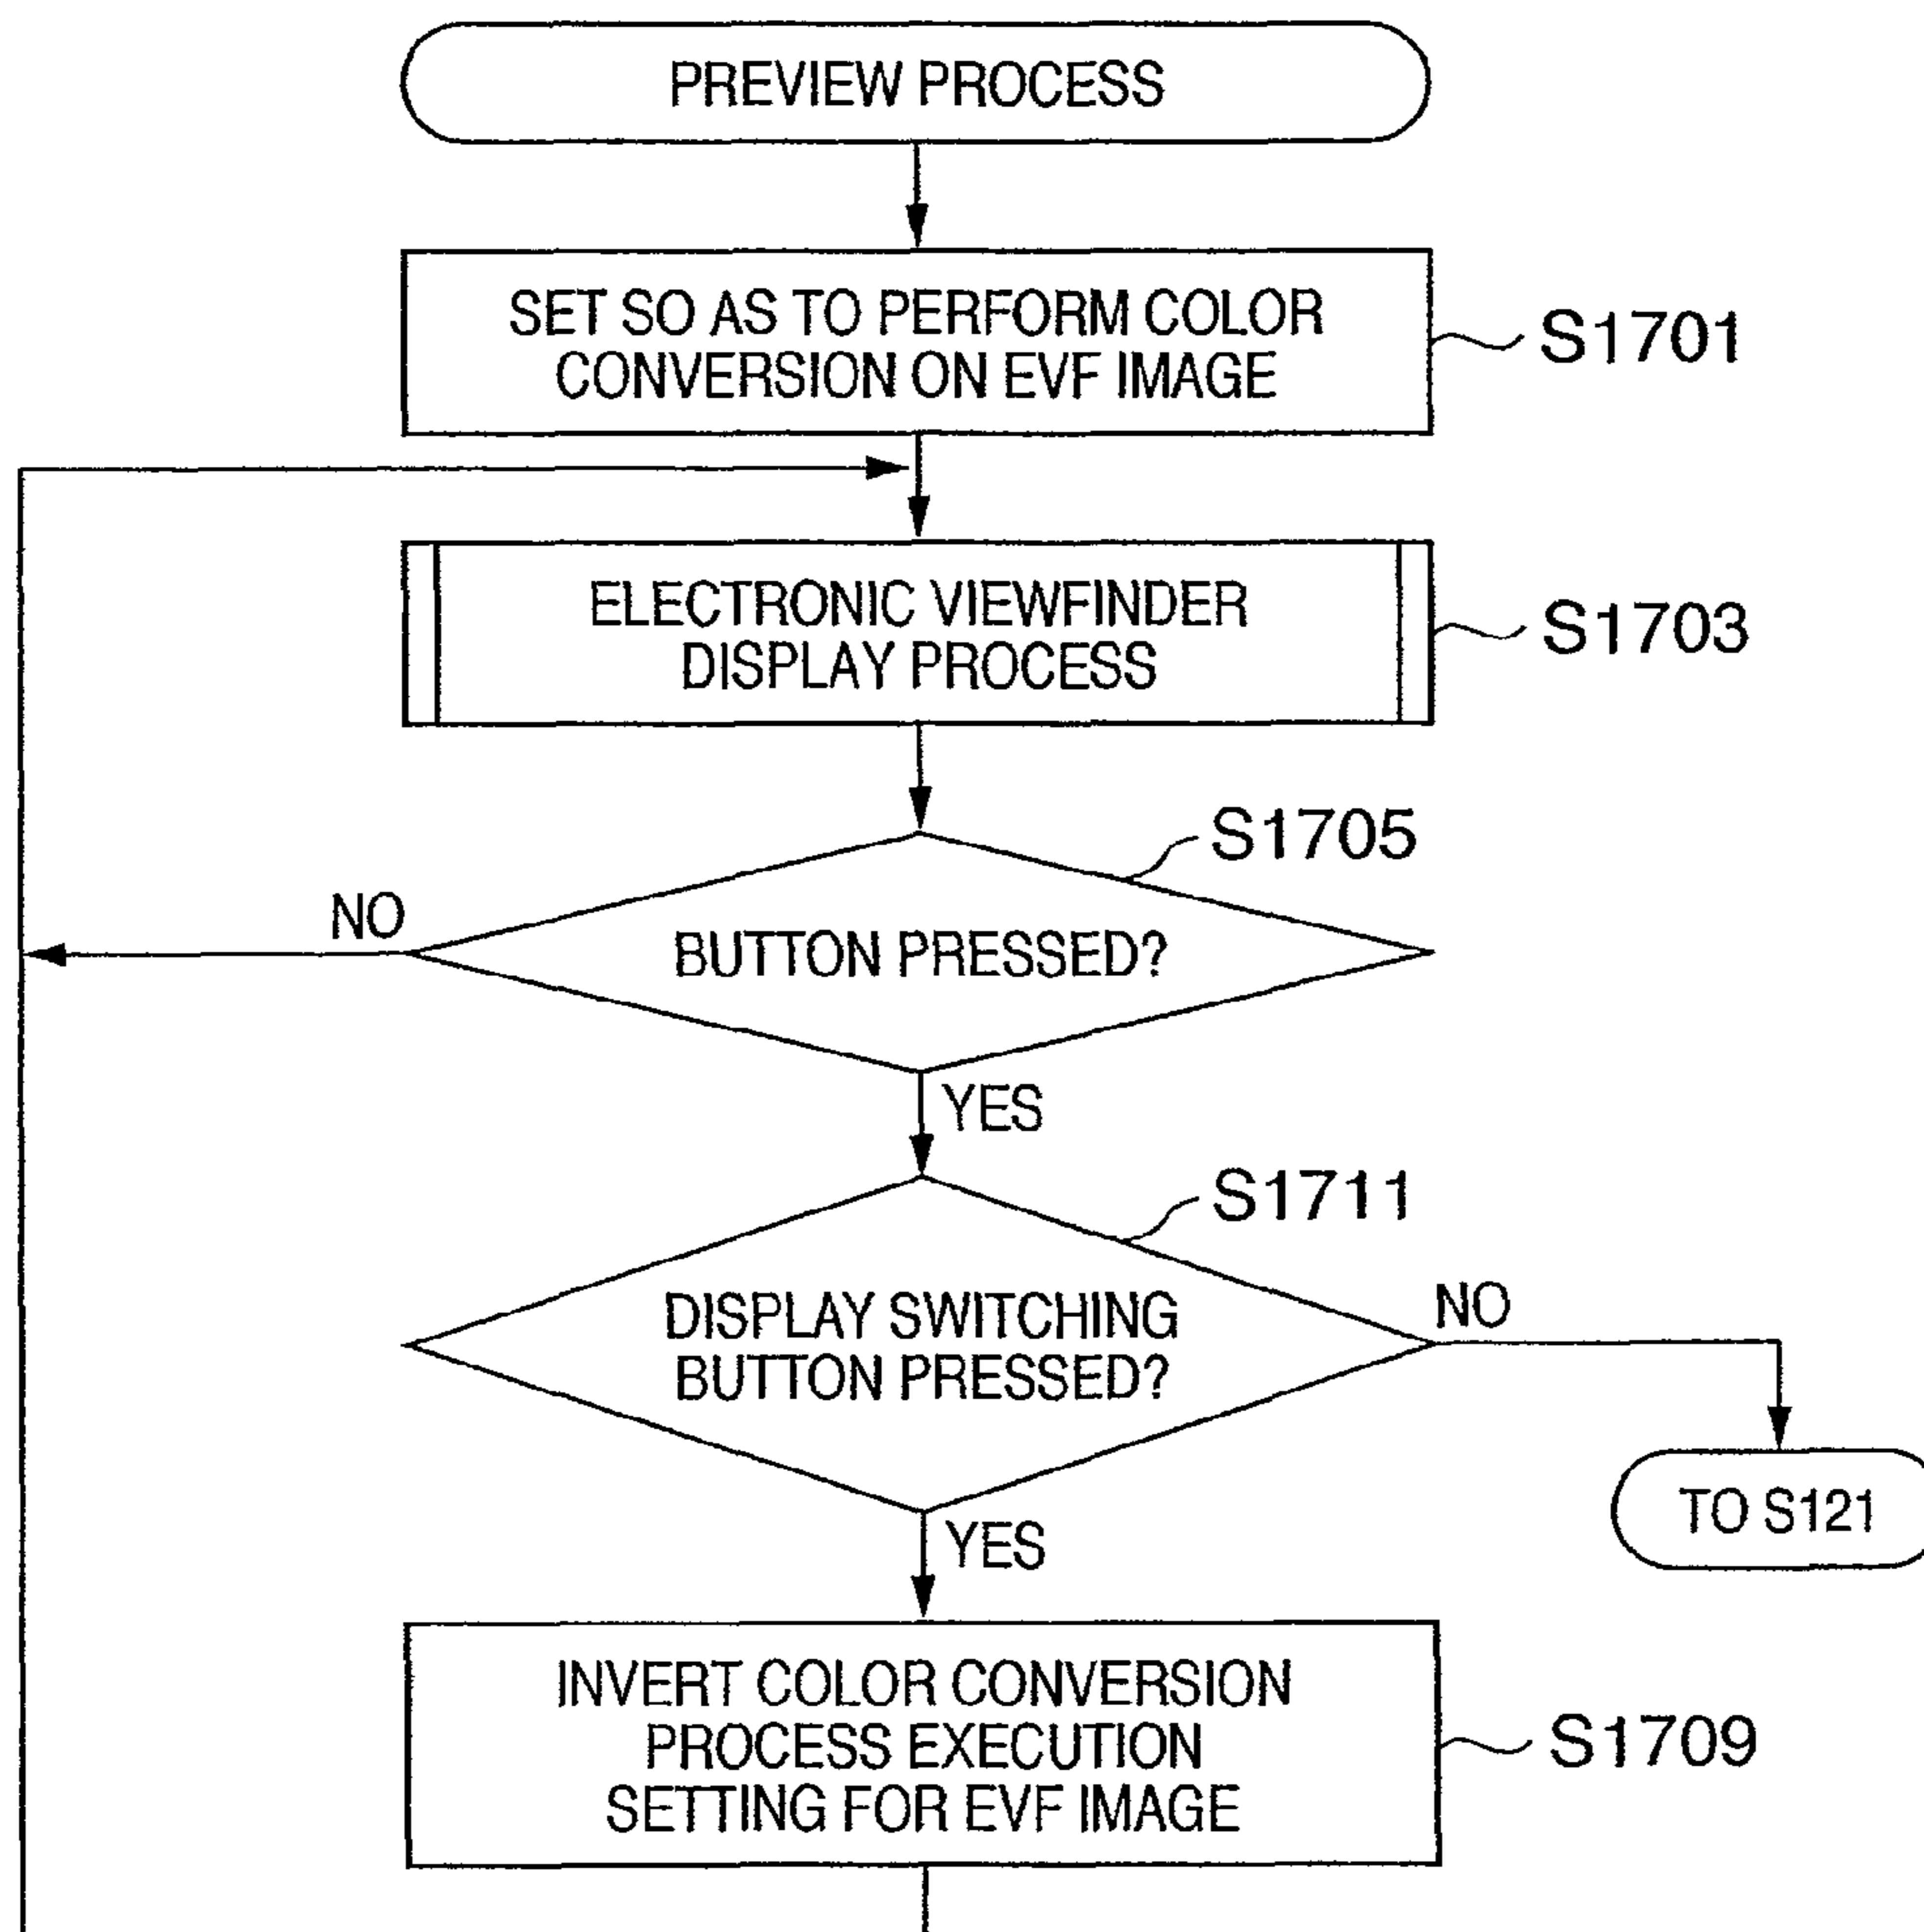 PREVIEW PROCESS
SET SO AS TO PERFORM COLOR
CONVERSION ON EVF IMAGE
S1701
ELECTRONIC VIEWFINDER
DISPLAY PROCESS
S1703
S1705
NO
BUTTON PRESSED?
YES
S1711
DISPLAY SWITCHING
BUTTON PRESSED?
NO
TO S121
YES
INVERT COLOR CONVERSION
PROCESS EXECUTION
SETTING FOR EVF IMAGE
S1709